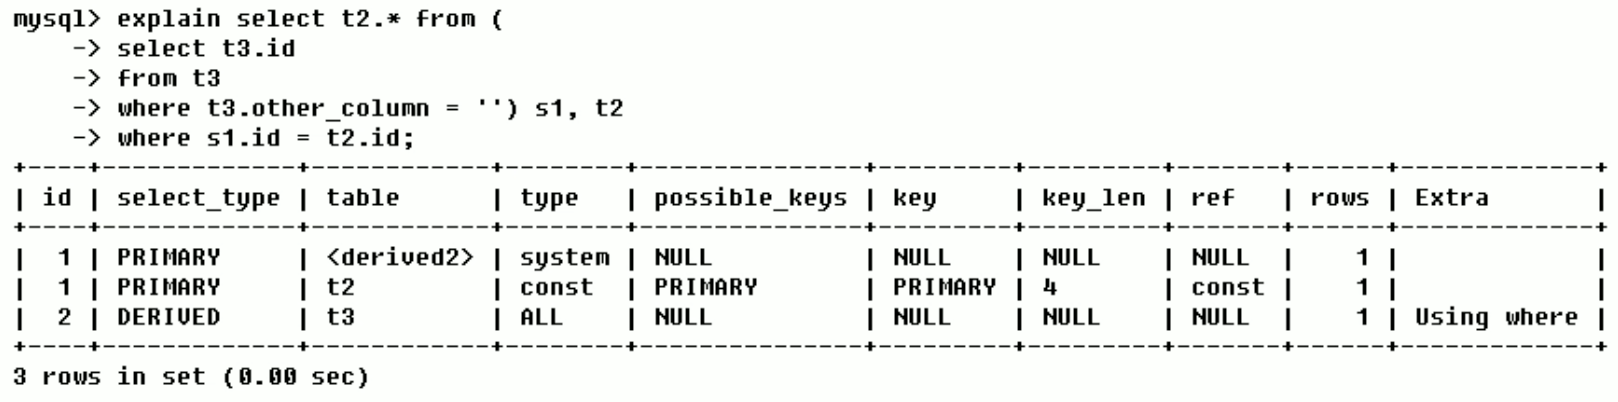 mysql> explain select t2.* from (
    -> select t3.id
    -> from t3
    -> where t3.other_column = '') s1, t2
    -> where s1.id = t2.id;
+----+-------------+------------+--------+---------------+---------+---------+-------+------+-------------+
| id | select_type | table      | type   | possible_keys | key     | key_len | ref   | rows | Extra       |
+----+-------------+------------+--------+---------------+---------+---------+-------+------+-------------+
|  1 | PRIMARY     | <derived2> | system | NULL          | NULL    | NULL    | NULL  |    1 |             |
|  1 | PRIMARY     | t2         | const  | PRIMARY       | PRIMARY | 4       | const |    1 |             |
|  2 | DERIVED     | t3         | ALL    | NULL          | NULL    | NULL    | NULL  |    1 | Using where |
+----+-------------+------------+--------+---------------+---------+---------+-------+------+-------------+
3 rows in set (0.00 sec)